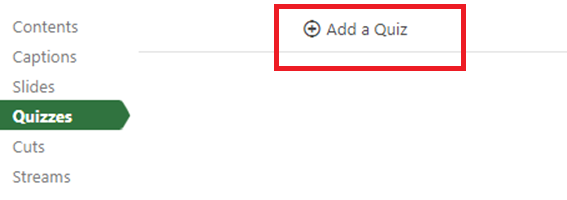 Contents
Captions
Slides
Quizzes
Cuts
Streams
Add a Quiz